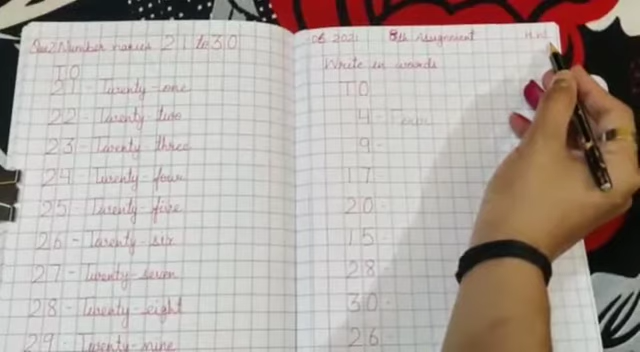 Number names 21 to 30
TO
21 - Twenty-one
22 - Twenty-two
23 - Twenty-three
24 - Twenty-four
25 - Twenty-five
26 - Twenty-six
27 - Twenty-seven
28 - Twenty-eight
29 - Twenty-nine
2021 8th Assignment H.W
Write in words
TO
4 - Four
9 -
17 -
20 -
15 -
28 -
30 -
26 -